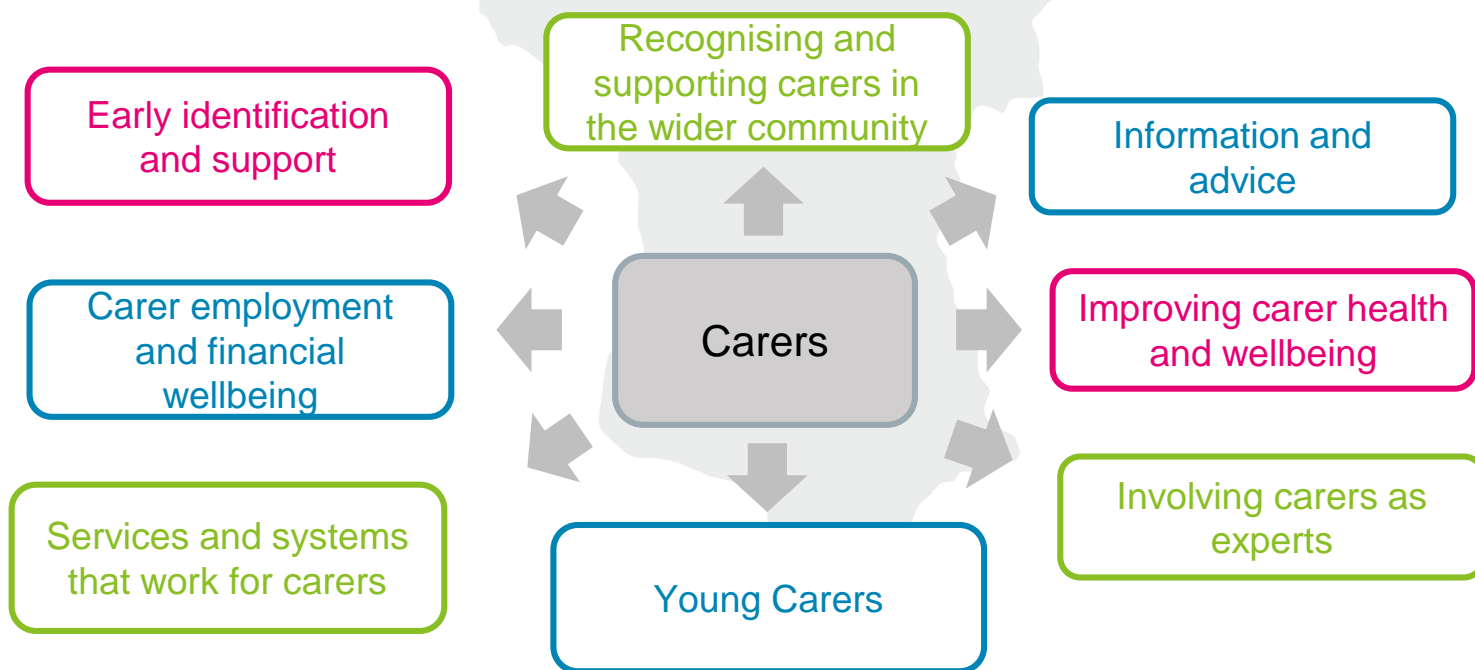 Recognising and
supporting carers in
the wider community
Early identification
and support
Information and
advice
Carer employment
and financial
wellbeing
Carers
Improving carer health
and wellbeing
Services and systems
that work for carers
Young Carers
Involving carers as
experts